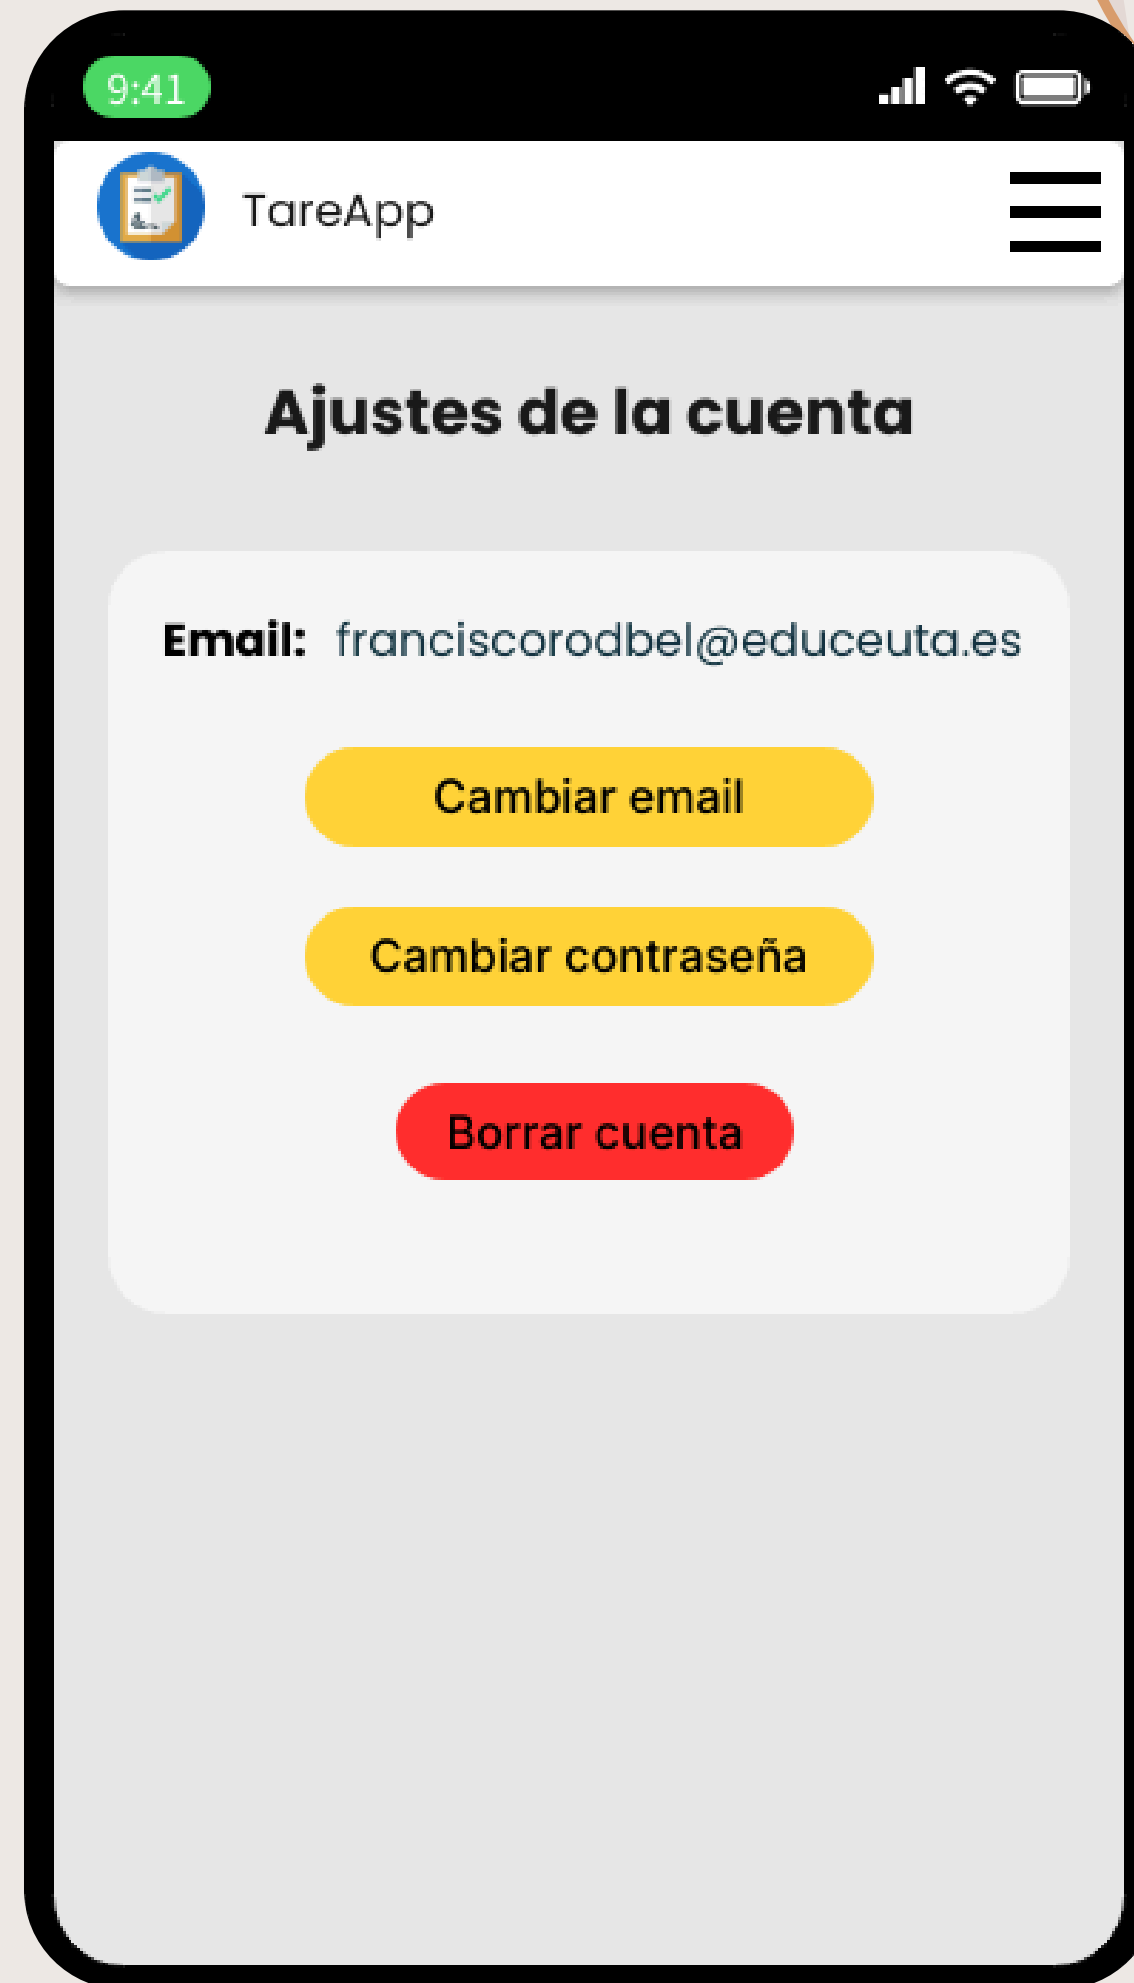 9:41
TareApp
Ajustes de la cuenta
Email: franciscorodbel@educeuta.es
Cambiar email
Cambiar contraseña
Borrar cuenta